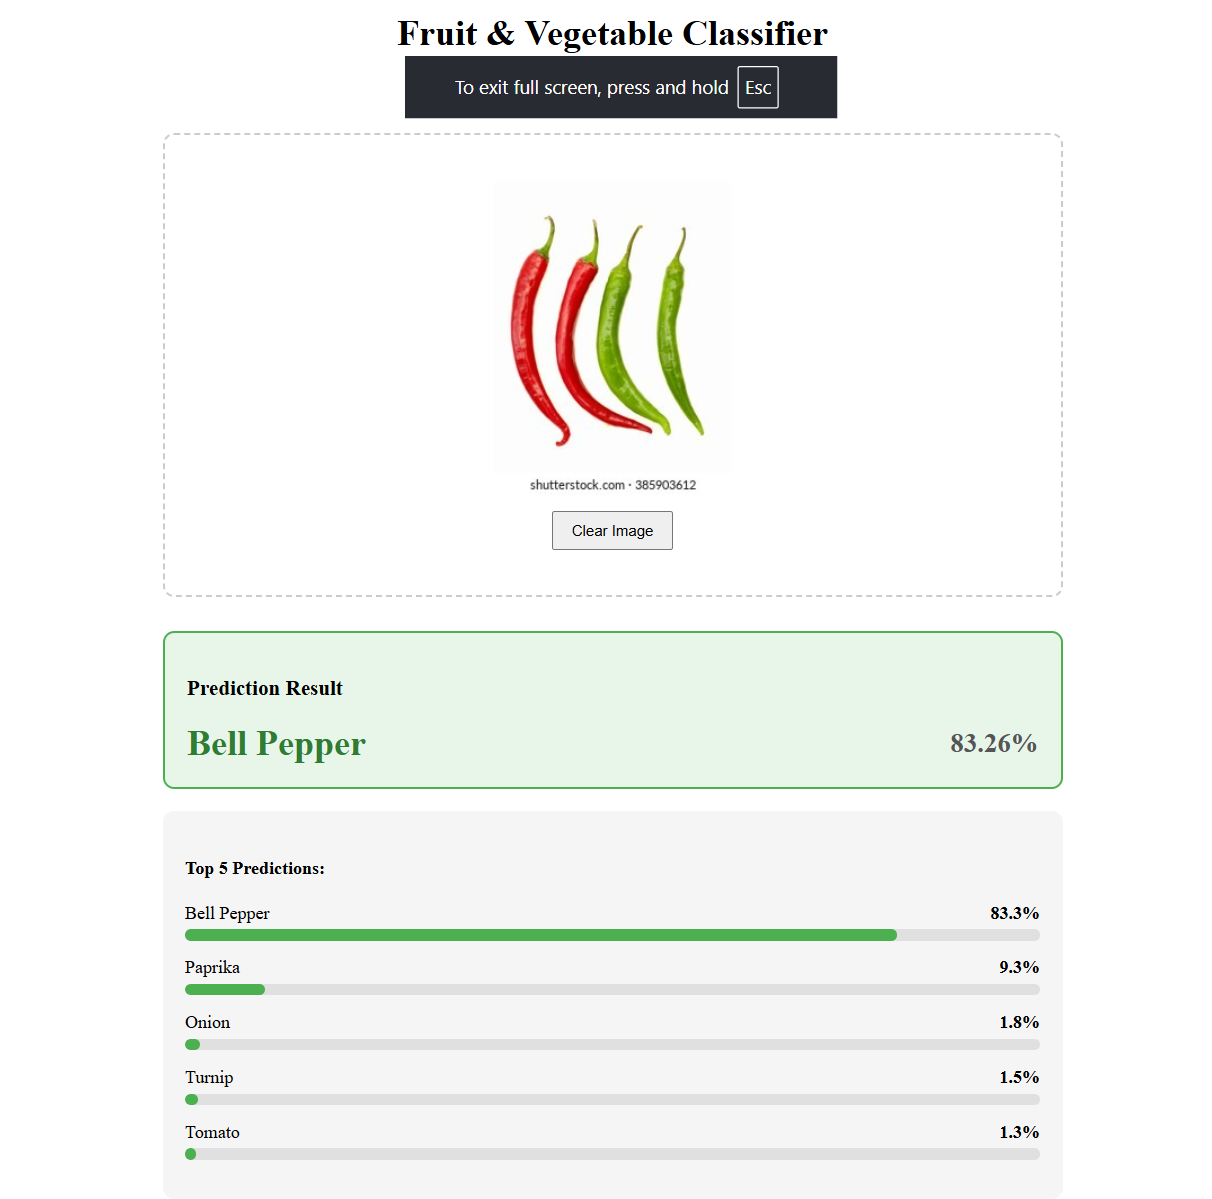 Fruit & Vegetable Classifier
To exit full screen, press and hold Esc
shutterstock.com · 385903612
Clear Image
Prediction Result
Bell Pepper 83.26%
Top 5 Predictions:
Bell Pepper 83.3%
Paprika 9.3%
Onion 1.8%
Turnip 1.5%
Tomato 1.3%